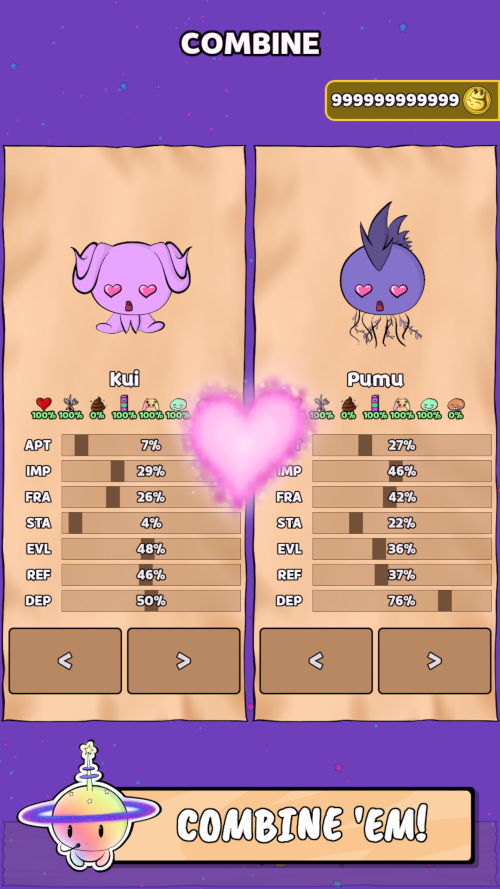 COMBINE
999999999999
Kui
100% 100% 0% 100% 100% 100%
APT 7%
IMP 29%
FRA 26%
STA 4%
EVL 48%
REF 46%
DEP 50%
< >
Pumu
100% 0% 100% 100% 100% 0%
27%
IMP 46%
FRA 42%
STA 22%
EVL 36%
REF 37%
DEP 76%
< >
COMBINE 'EM!